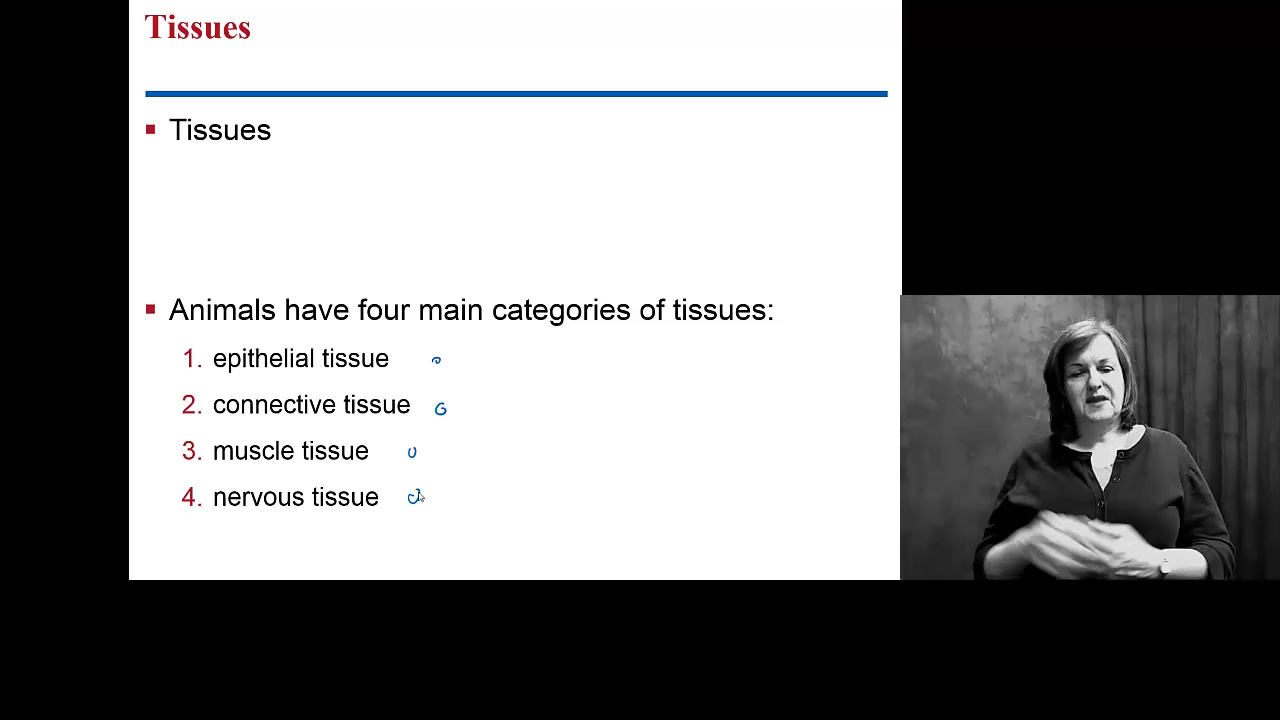 Tissues
Tissues
Animals have four main categories of tissues:
1. epithelial tissue
2. connective tissue
3. muscle tissue
4. nervous tissue